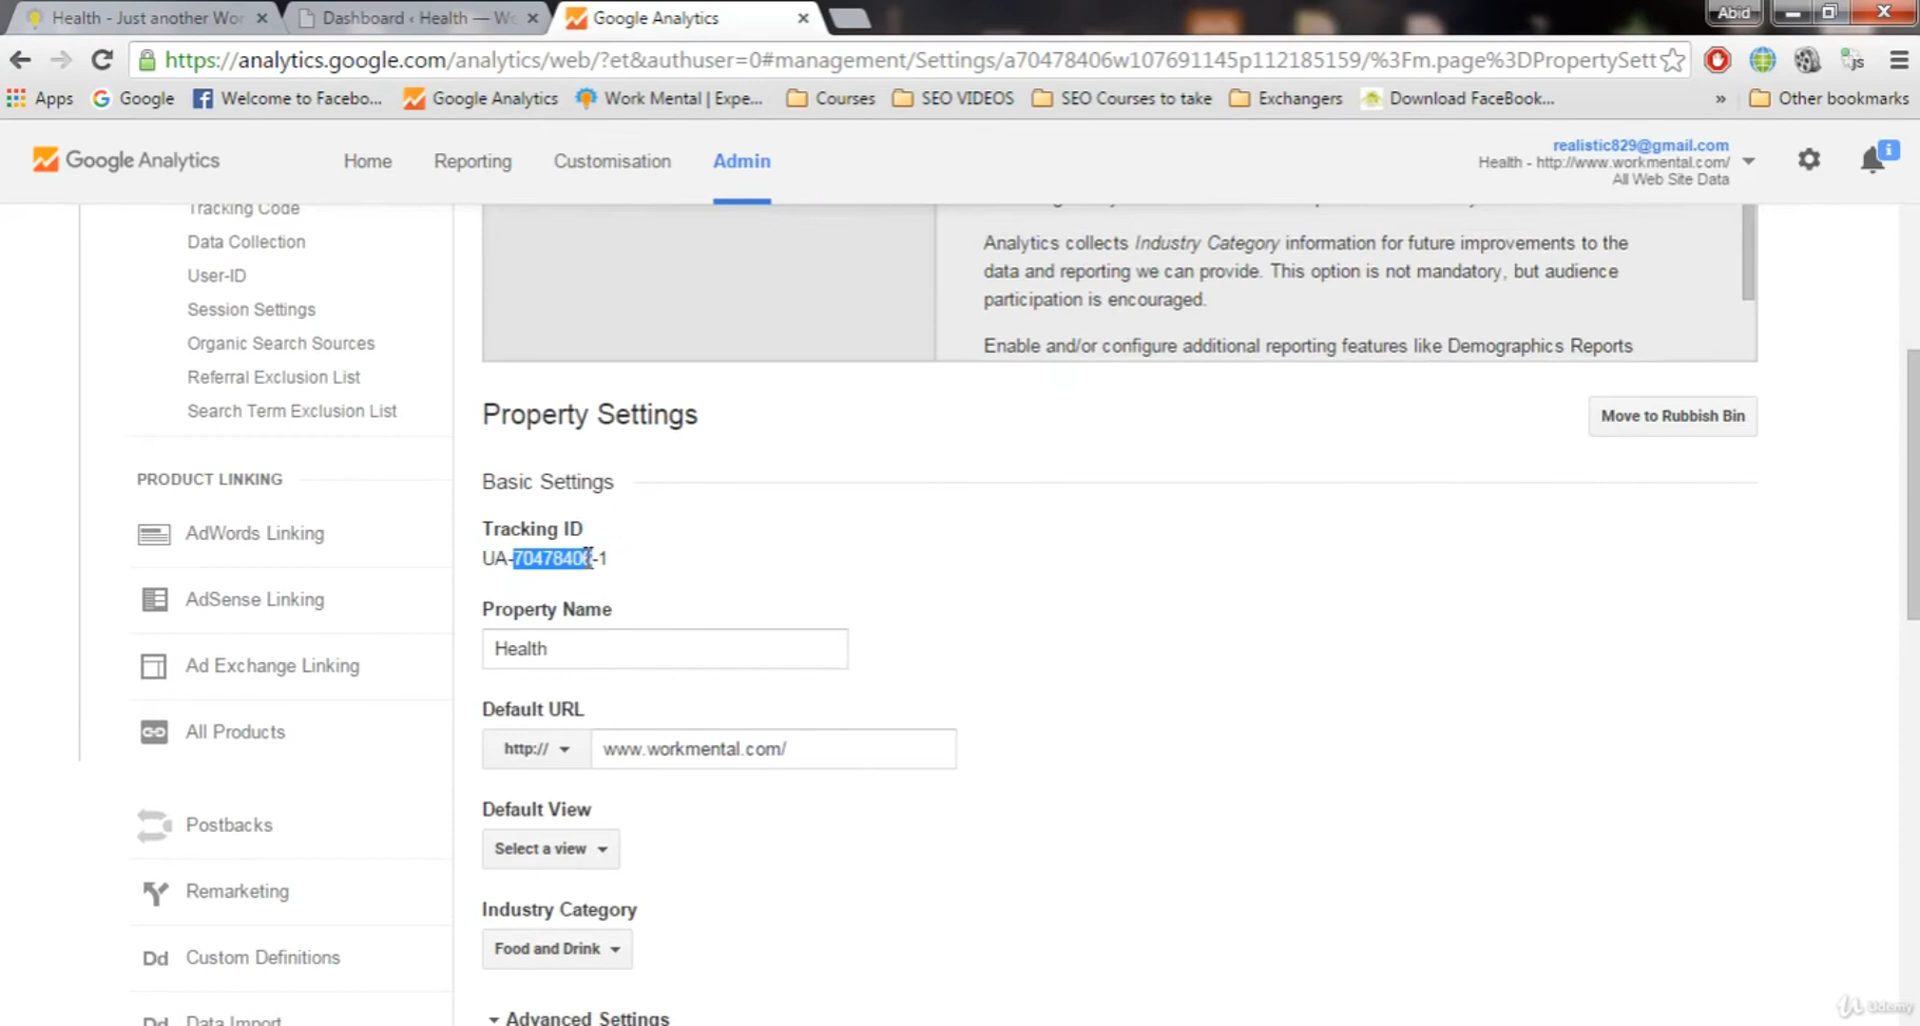 Health - Just another Wor
Dashboard ‹ Health — Wo
Google Analytics
Abid
https://analytics.google.com/analytics/web/?et&authuser=0#management/Settings/a70478406w107691145p112185159/%3Fm.page%3DPropertySett
Apps
Google
Welcome to Facebo...
Google Analytics
Work Mental | Expe...
Courses
SEO VIDEOS
SEO Courses to take
Exchangers
Download FaceBook...
»
Other bookmarks
Google Analytics
Home
Reporting
Customisation
Admin
realistic829@gmail.com
Health - http://www.workmental.com/
All Web Site Data
Tracking Code
Data Collection
User-ID
Session Settings
Organic Search Sources
Referral Exclusion List
Search Term Exclusion List
PRODUCT LINKING
AdWords Linking
AdSense Linking
Ad Exchange Linking
All Products
Postbacks
Remarketing
Dd Custom Definitions
Dd Data Import
Analytics collects Industry Category information for future improvements to the
data and reporting we can provide. This option is not mandatory, but audience
participation is encouraged.
Enable and/or configure additional reporting features like Demographics Reports
Property Settings
Move to Rubbish Bin
Basic Settings
Tracking ID
UA-70478406-1
Property Name
Health
Default URL
http://
www.workmental.com/
Default View
Select a view
Industry Category
Food and Drink
Advanced Settings
Udemy